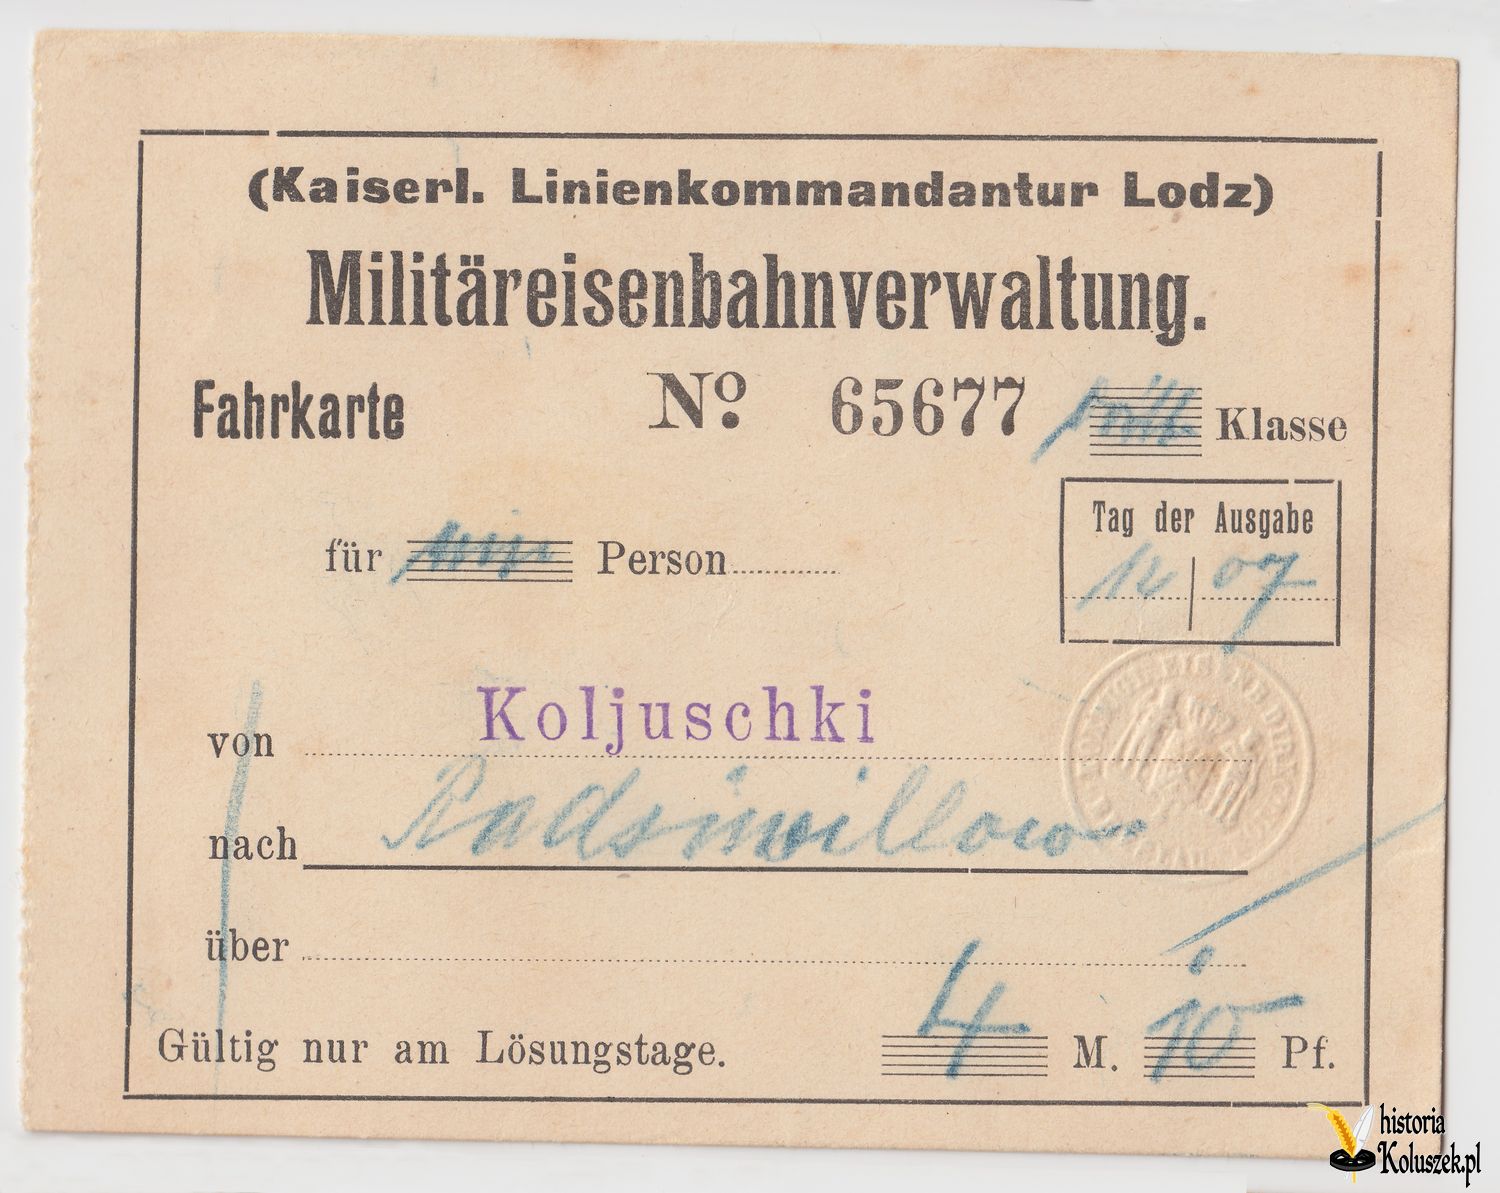 (Kaiserl. Linienkommandantur Lodz)
Militäreisenbahnverwaltung.
Fahrkarte No. 65677 Klasse
für Person
Tag der Ausgabe
07
von Koljuschki
nach Radsiwillow
über
Gültig nur am Lösungstage. 4 M. 10 Pf.
historia
Koluszek.pl